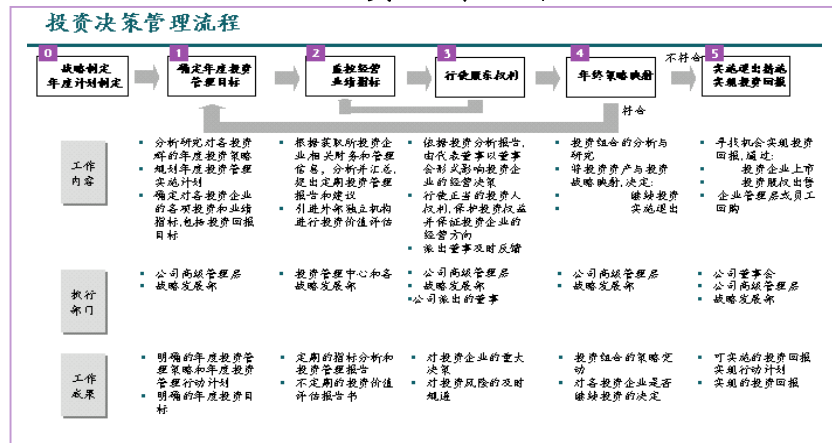 投资决策管理流程
0
战略制定
年度计划制定
1
确定年度投资
管理目标
2
监控经营
业绩指标
3
行使股东权利
4
年终策略映射
不符合
5
实施退出措施
实现投资回报
符合
工作
内容
分析研究对各投资
群的年度投资策略
规划年度投资管理
实施计划
确定对各投资企业
的各项投资和业绩
指标,包括投资回报
目标
根据获取所投资企
业相关财务和管理
信息，分析并汇总,
提出定期投资管理
报告和建议
引进外部独立机构
进行投资价值评估
依据投资分析报告,
由代表董事以董事
会形式影响投资企
业的经营决策
行使正当的投资人
权利,保护投资权益
并保证投资企业的
经营方向
派出董事及时反馈
投资组合的分析与
研究
将投资资产与投资
战略映射,决定:
继续投资
实施退出
寻找机会实现投资
回报,通过:
投资企业上市
投资股权出售
企业管理层或员工
回购
执行
部门
公司高级管理层
战略发展部
投资管理中心和各
战略发展部
公司高级管理层
战略发展部
公司派出的董事
公司高级管理层
战略发展部
公司董事会
公司高级管理层
战略发展部
工作
成果
明确的年度投资管
理策略和年度投资
管理行动计划
明确的年度投资目
标
定期的指标分析和
投资管理报告
不定期的投资价值
评估报告书
对投资企业的重大
决策
对投资风险的及时
规道
投资组合的策略变
动
对各投资企业是否
继续投资的决定
可实施的投资回报
实现行动计划
实现的投资回报